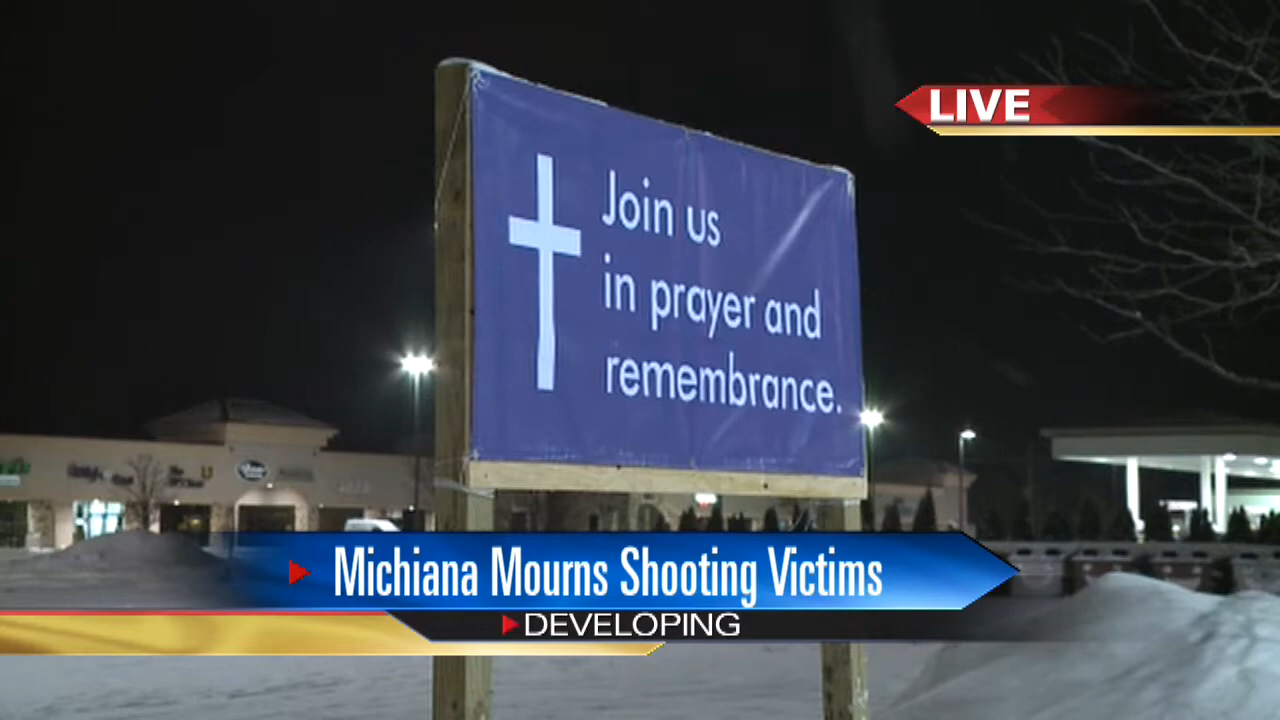 LIVE
Join us
in prayer and
remembrance.
Michiana Mourns Shooting Victims
DEVELOPING